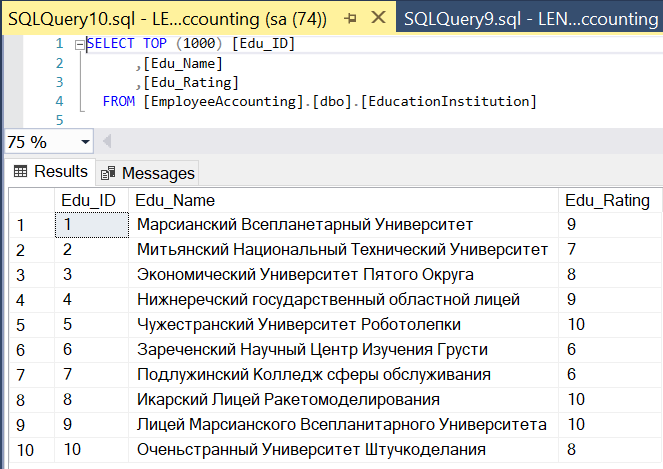 SQLQuery10.sql - LE...ccounting (sa (74)) SQLQuery9.sql - LEN...ccounting
1 SELECT TOP (1000) [Edu_ID]
2 ,[Edu_Name]
3 ,[Edu_Rating]
4 FROM [EmployeeAccounting].[dbo].[EducationInstitution]
5
75 %
Results Messages
Edu_ID Edu_Name Edu_Rating
1 1 Марсианский Всепланетарный Университет 9
2 2 Митьянский Национальный Технический Университет 7
3 3 Экономический Университет Пятого Округа 8
4 4 Нижнеречский государственный областной лицей 9
5 5 Чужестранский Университет Роботолепки 10
6 6 Зареченский Научный Центр Изучения Грусти 6
7 7 Подлужинский Колледж сферы обслуживания 6
8 8 Икарский Лицей Ракетомоделирования 10
9 9 Лицей Марсианского Всепланитарного Университета 10
10 10 Оченьстранный Университет Штучкоделания 8